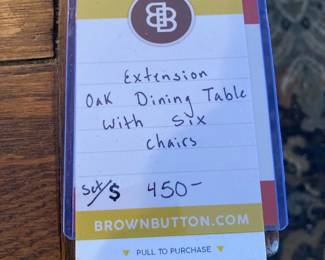 BB
Extension
Oak Dining Table
With Six
Chairs
Set/$ 450-
BROWNBUTTON.COM
PULL TO PURCHASE